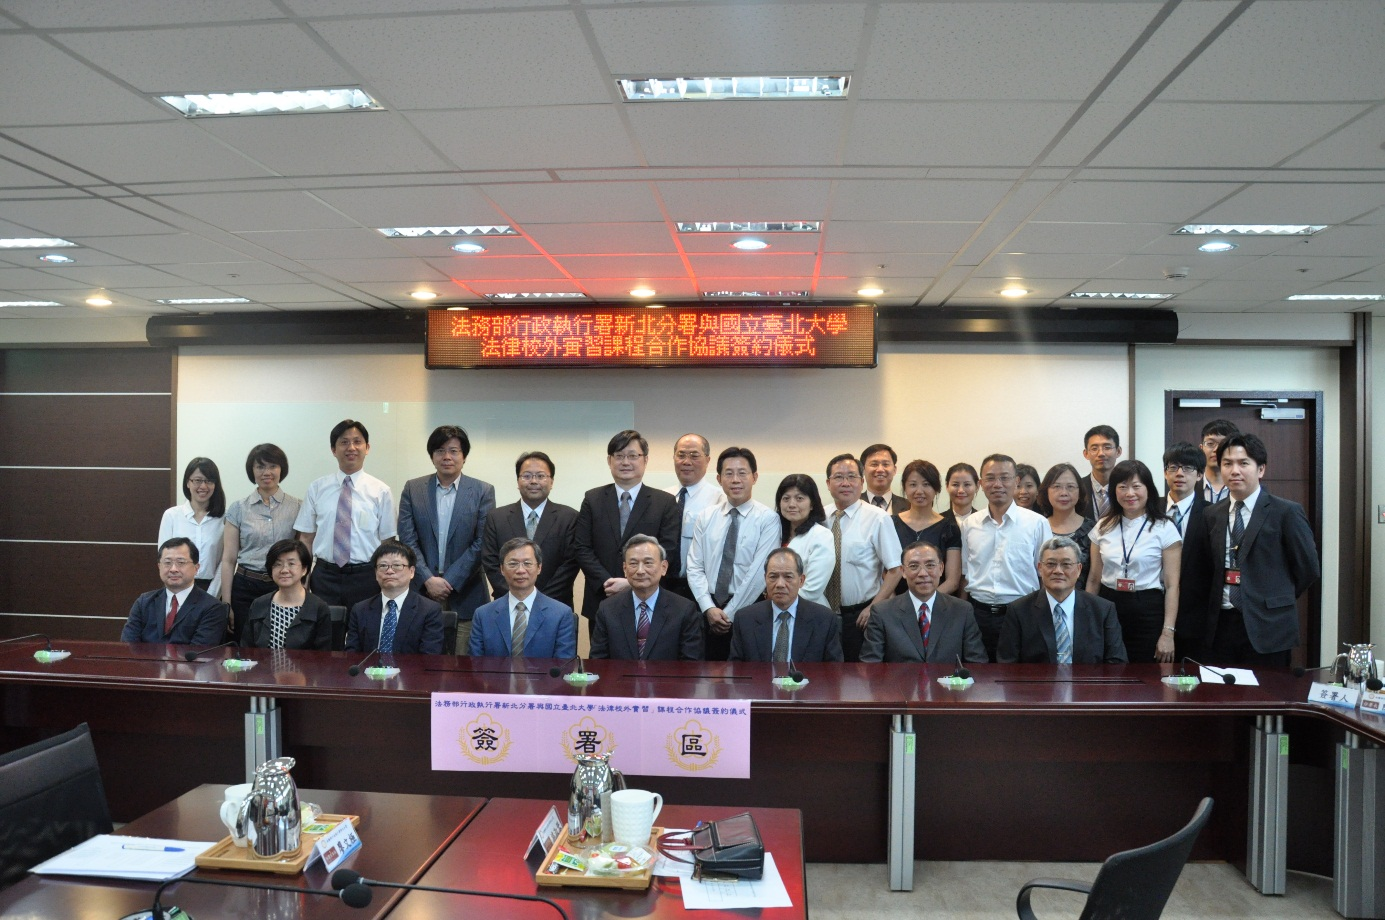 法務部行政執行署新北分署與國立臺北大學
法律校外實習課程合作協議簽約儀式
法務部行政執行署新北分署與國立臺北大學「法律校外實習」課程合作協議簽約儀式
簽署區
簽署人